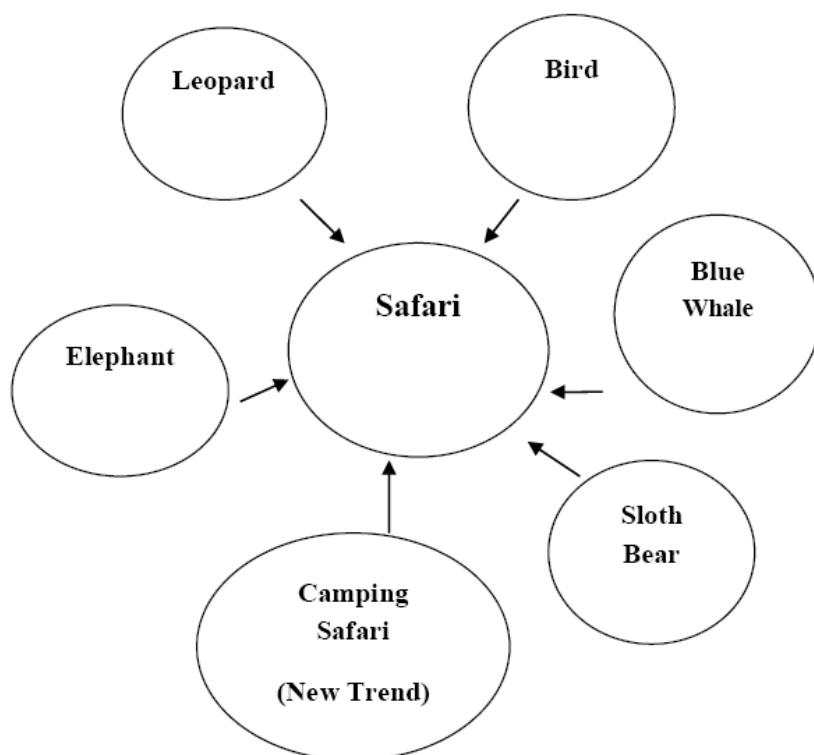 Leopard
Bird
Safari
Blue
Whale
Elephant
Sloth
Bear
Camping
Safari
(New Trend)